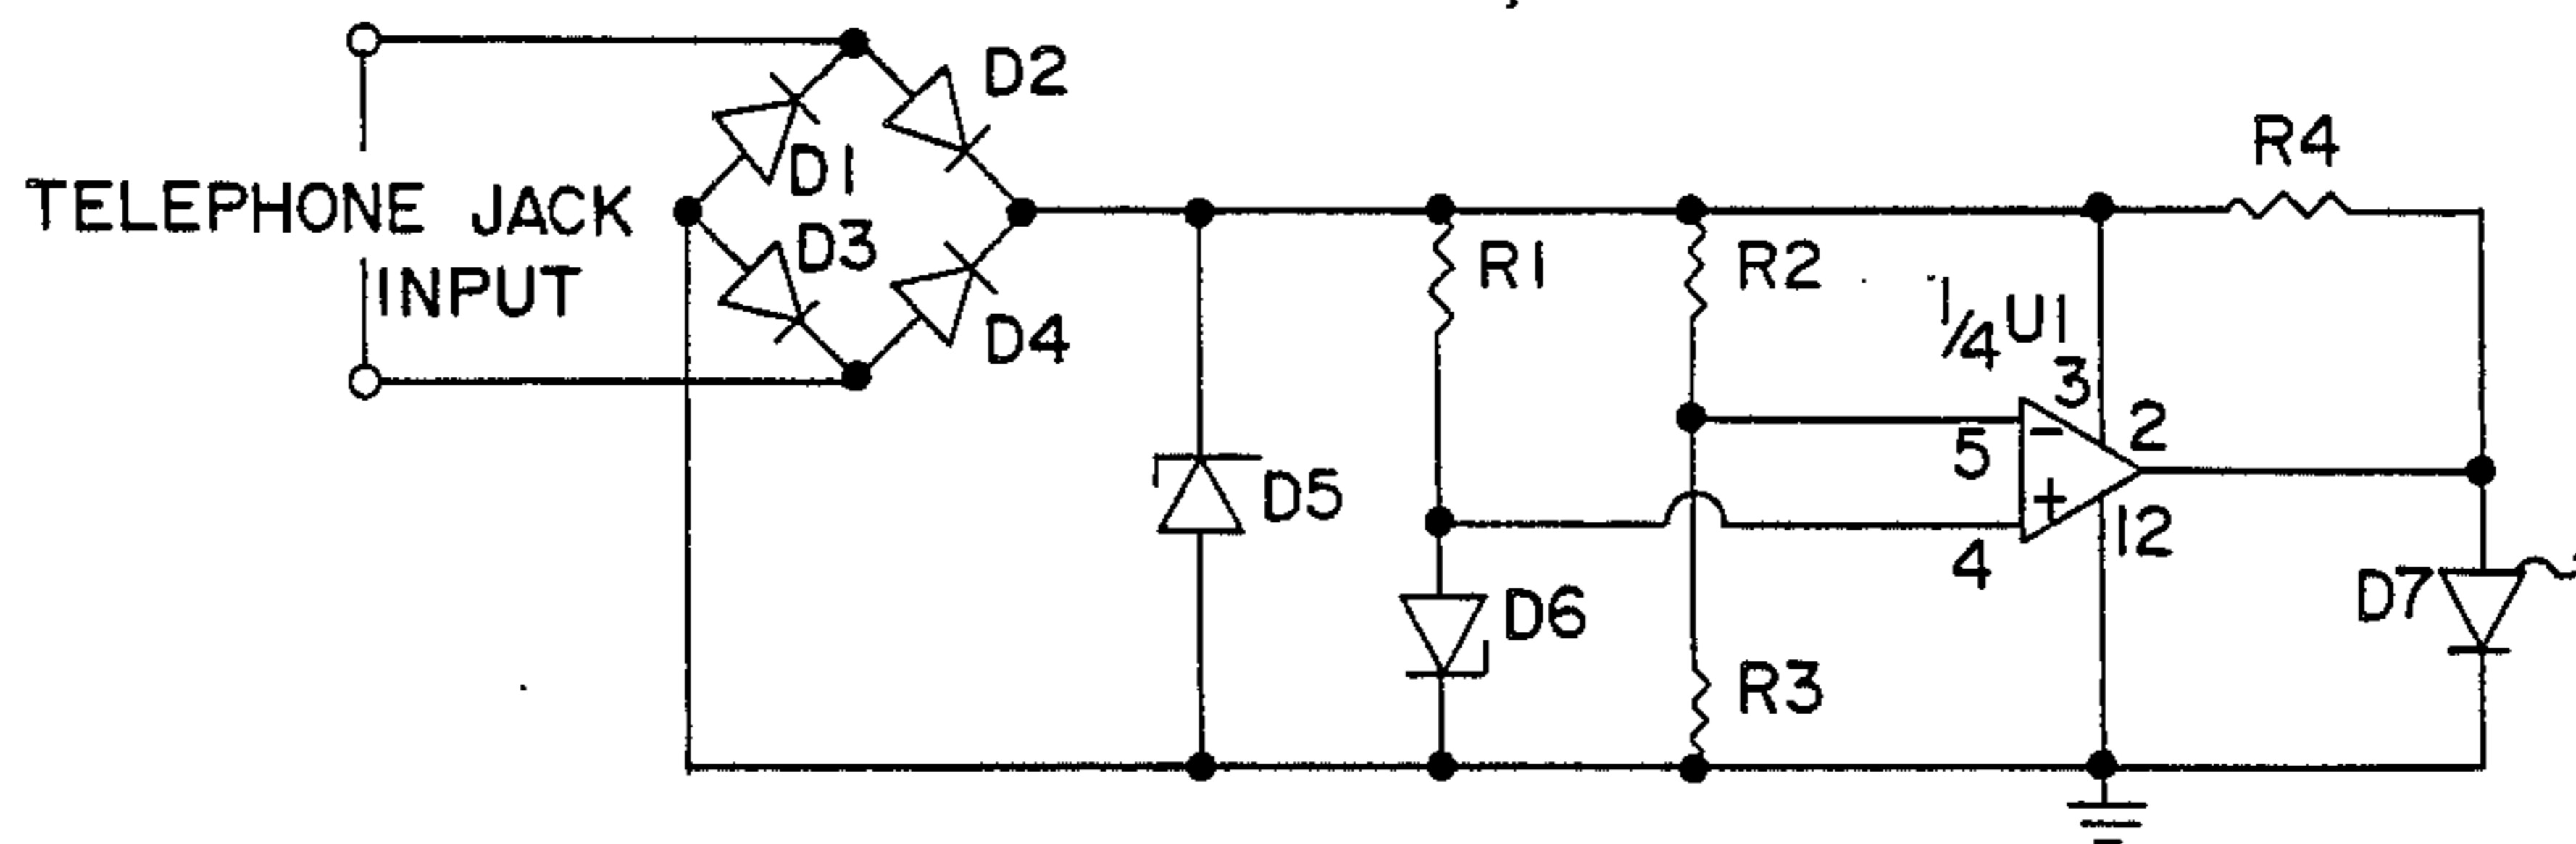 D2
R4
D1
TELEPHONE JACK
INPUT
D3
R1
R2
1/4 U1
D4
3
2
5
D5
-
+
12
4
D6
D7
R3